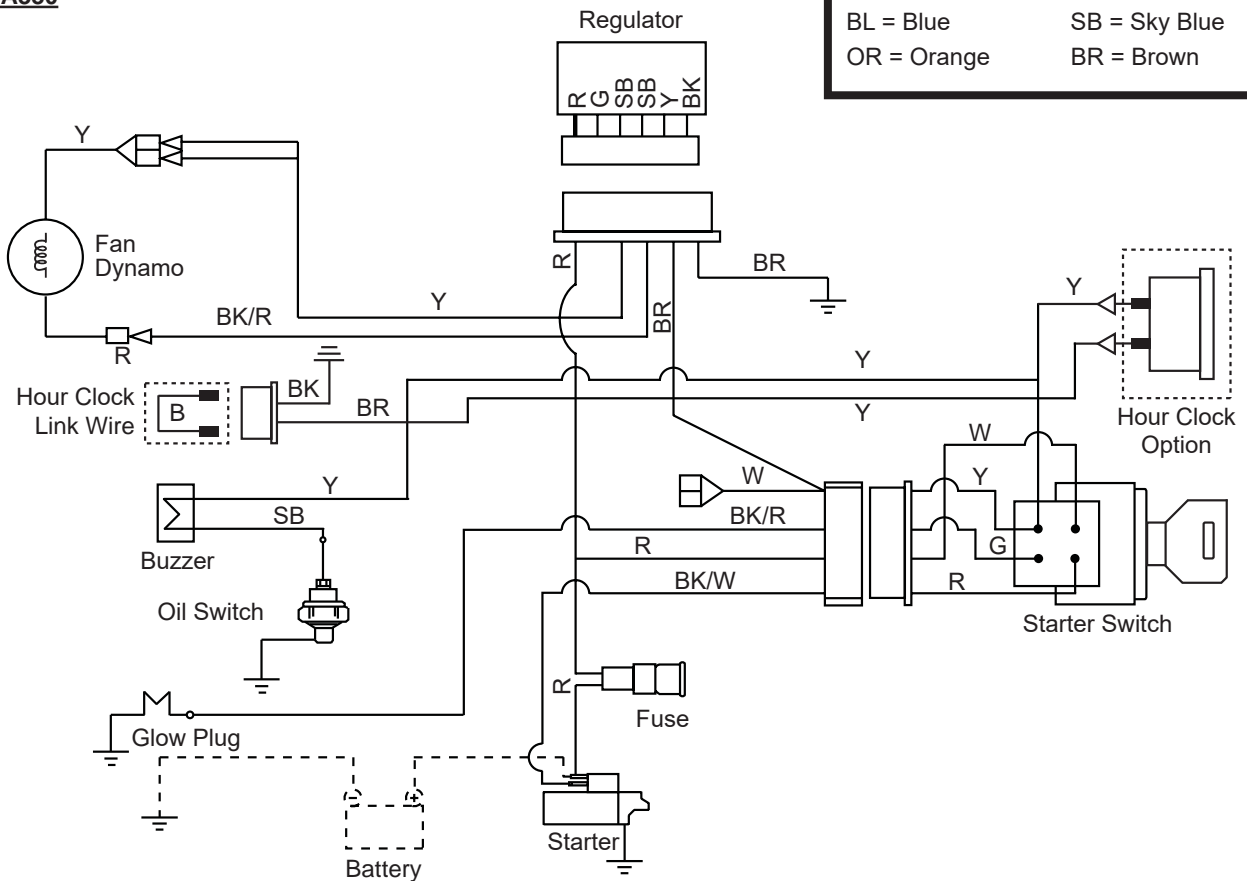 Regulator
BL = Blue SB = Sky Blue
OR = Orange BR = Brown
R G SB SB Y BK
Y
Fan
Dynamo
R
BR
Y
Y
BK/R
BR
R
Y
Hour Clock
Link Wire
B
BK
BR
Y
Hour Clock
Option
W
Y
W
Y
SB
BK/R
Buzzer
R
G
BK/W
R
Oil Switch
Starter Switch
R
Fuse
Glow Plug
Starter
Battery